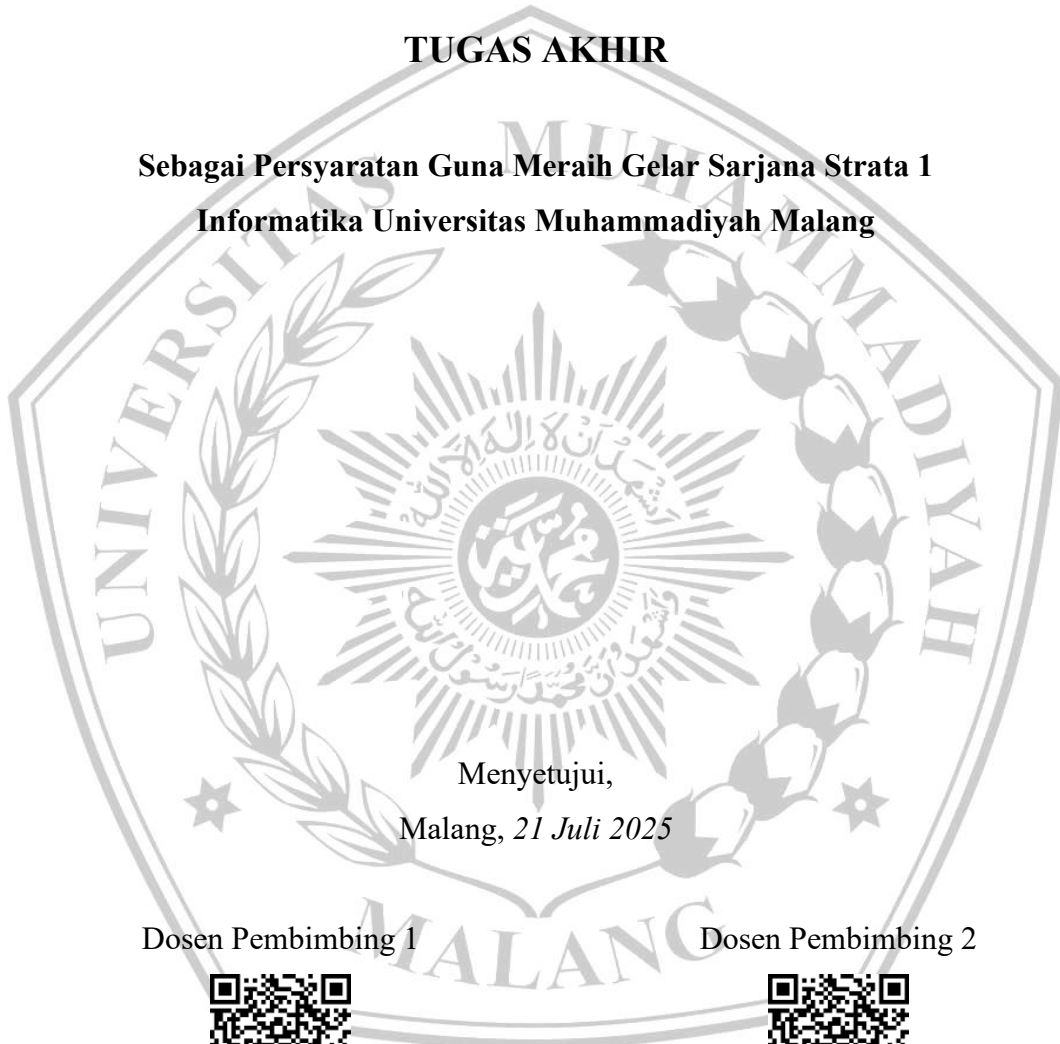 TUGAS AKHIR
Sebagai Persyaratan Guna Meraih Gelar Sarjana Strata 1
Informatika Universitas Muhammadiyah Malang
UNIVERSITAS MUHAMMADIYAH
Menyetujui,
Malang, 21 Juli 2025
Dosen Pembimbing 1 Dosen Pembimbing 2
MALANG